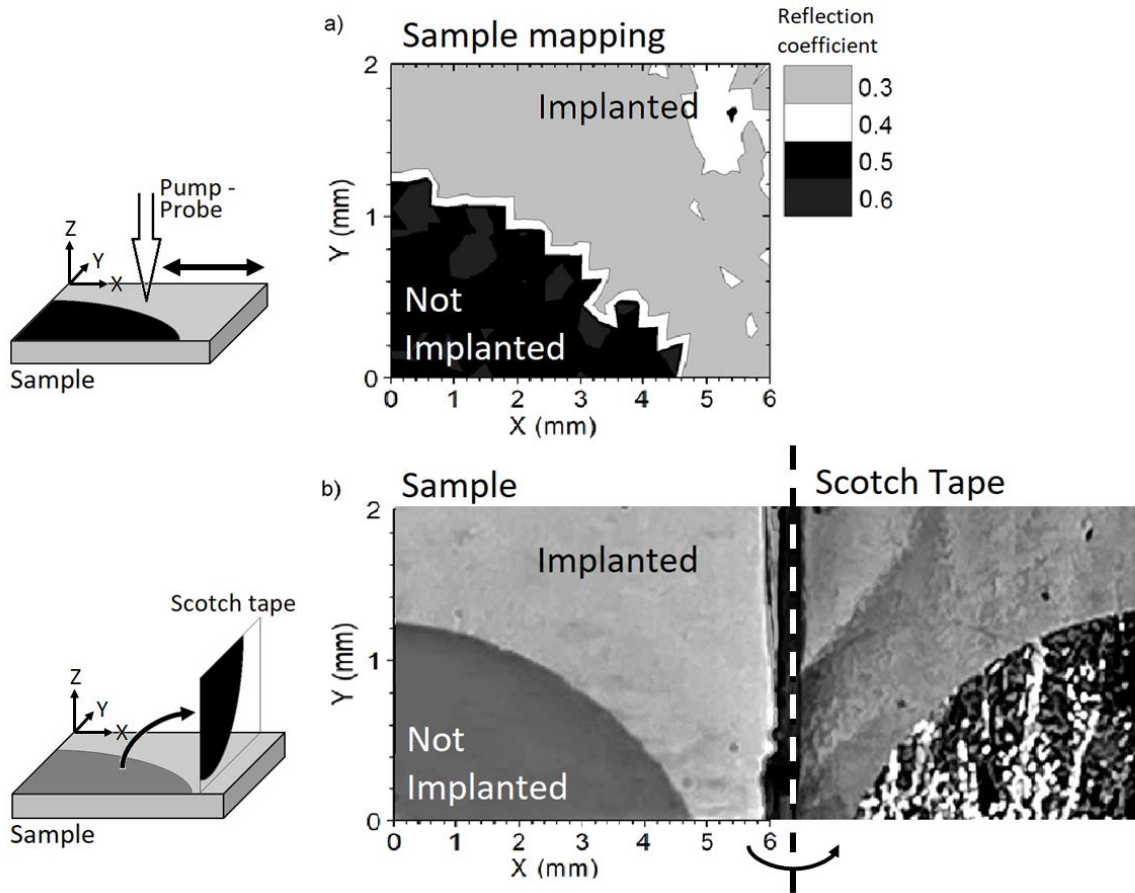 a)
Sample mapping
Reflection
coefficient
0.3
0.4
0.5
0.6
Implanted
Not
Implanted
2
1
0
Y (mm)
0 1 2 3 4 5 6
X (mm)
Pump -
Probe
Z
Y
X
Sample
b)
Sample
Scotch Tape
Implanted
Not
Implanted
2
1
0
Y (mm)
0 1 2 3 4 5 6
X (mm)
Scotch tape
Z
Y
X
Sample